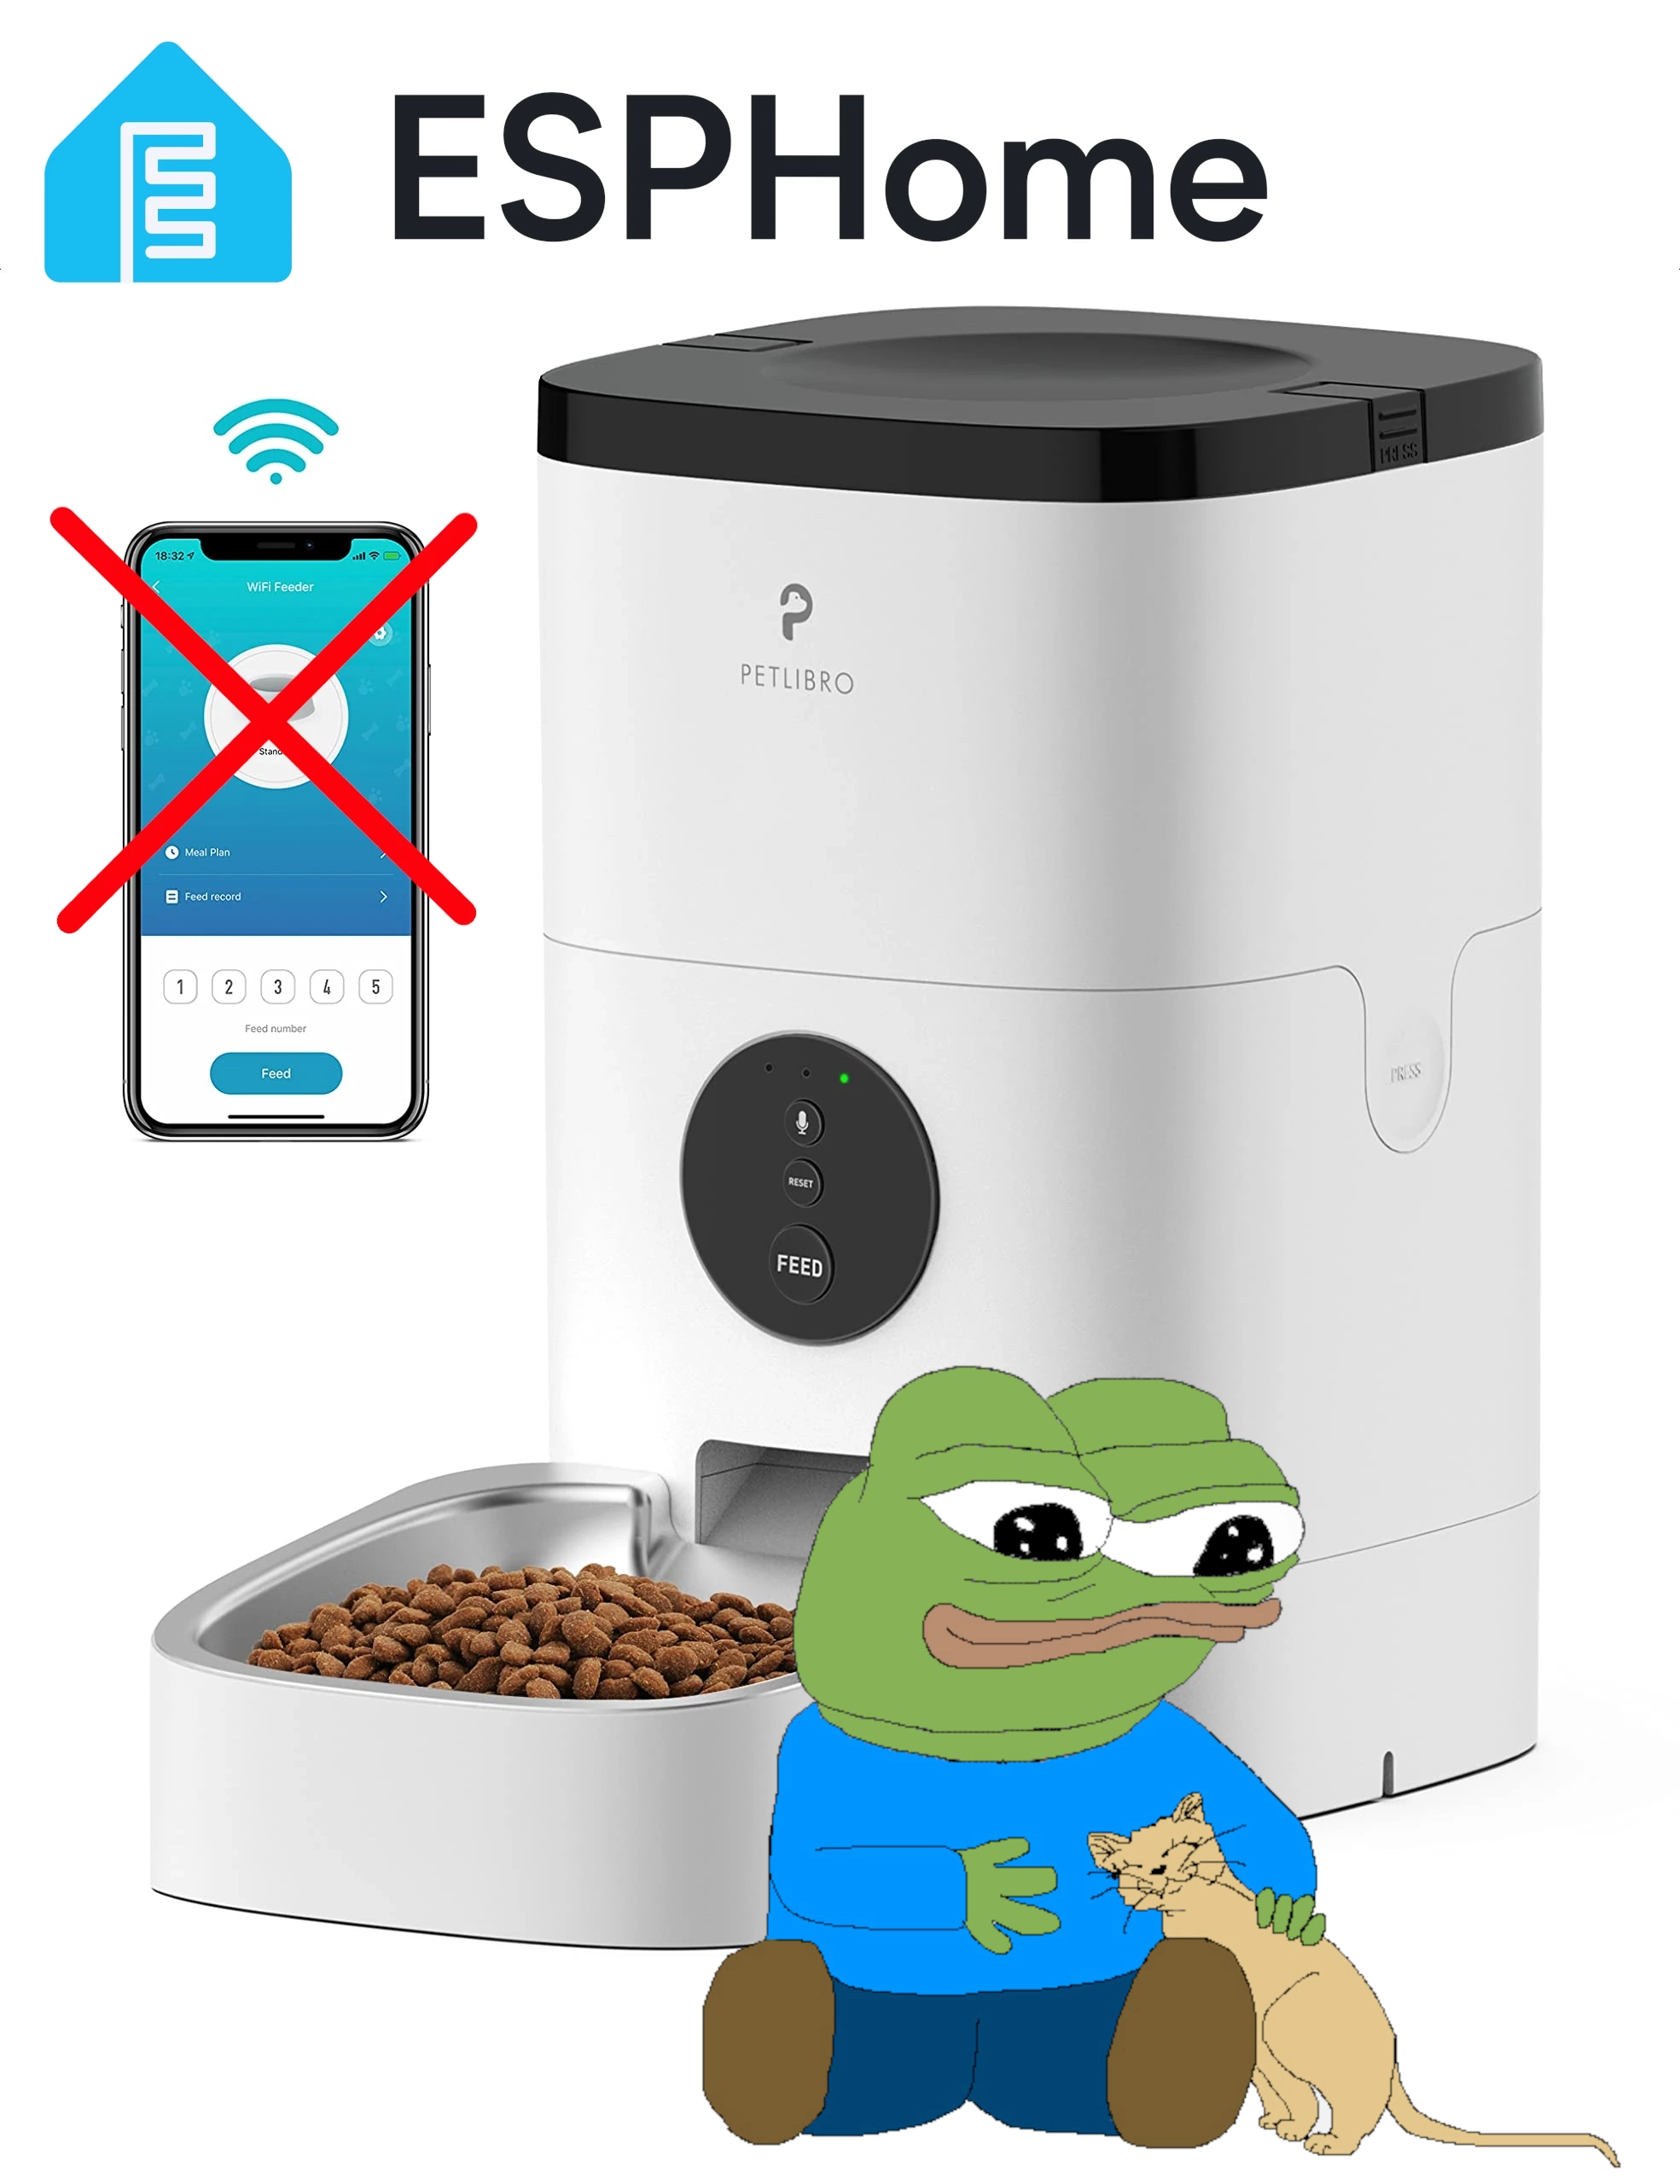 ESPHome
PRESS
18:32
WiFi Feeder
PETLIBRO
Stand
Meal Plan
Feed record
1 2 3 4 5
Feed number
Feed
PRESS
RESET
FEED